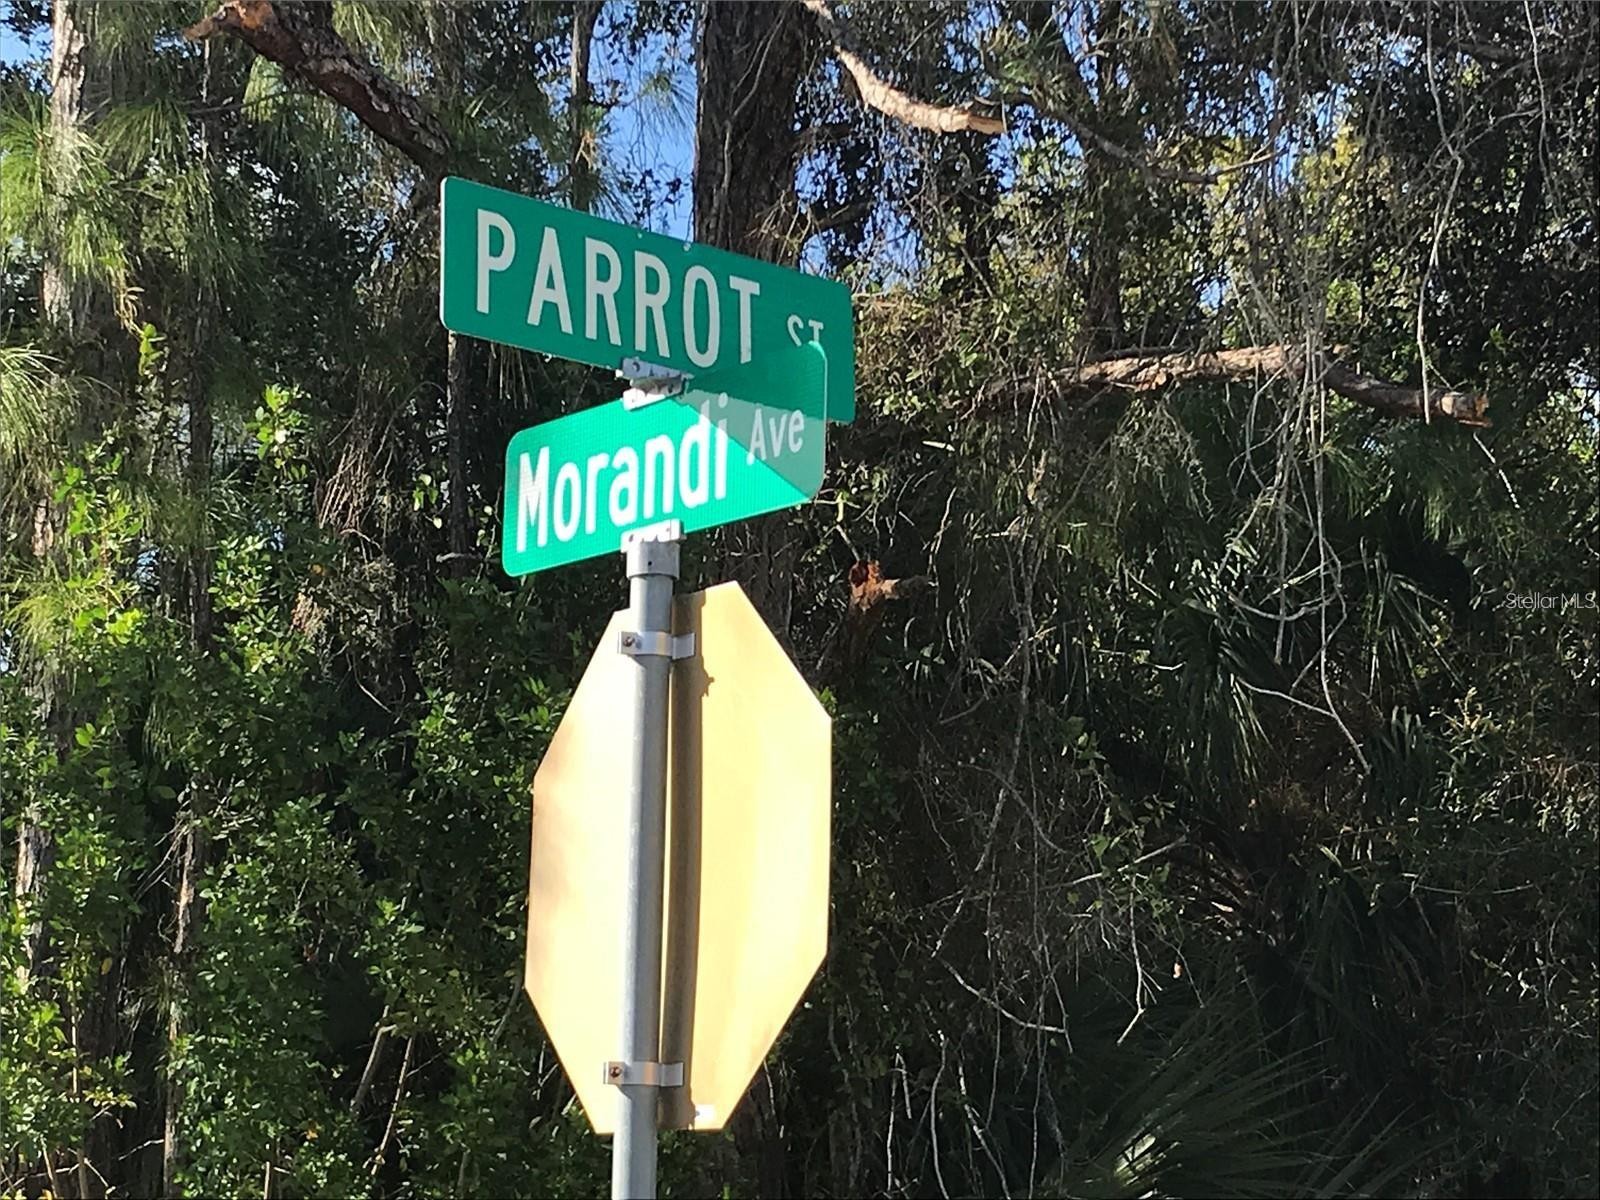 PARROT ST
Morandi Ave
Stellar MLS